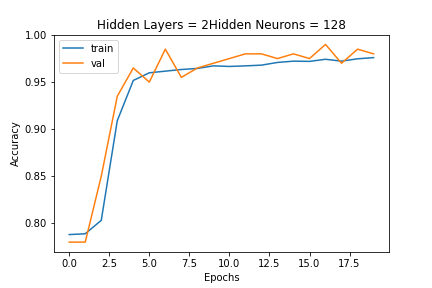 Hidden Layers = 2Hidden Neurons = 128
train
val
Accuracy
1.00
0.95
0.90
0.85
0.80
0.0 2.5 5.0 7.5 10.0 12.5 15.0 17.5
Epochs